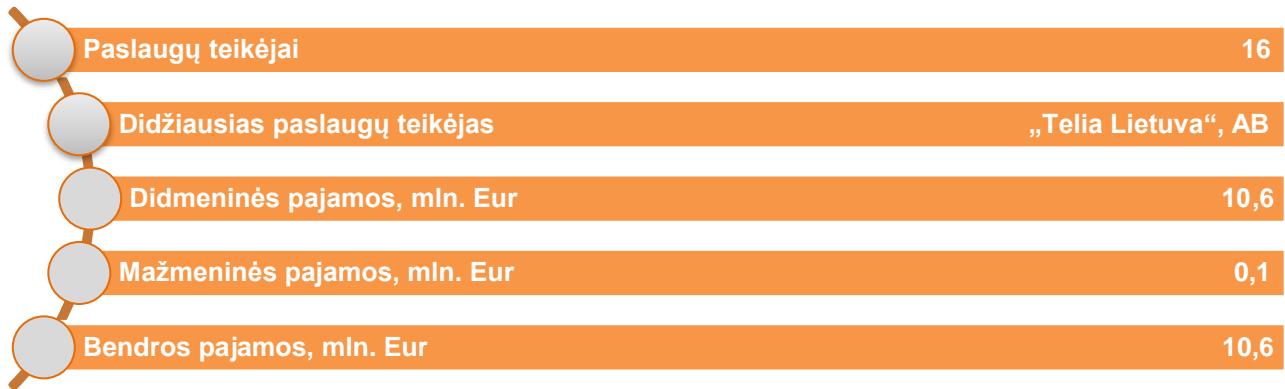 Paslaugų teikėjai 16
Didžiausias paslaugų teikėjas „Telia Lietuva“, AB
Didmeninės pajamos, mln. Eur 10,6
Mažmeninės pajamos, mln. Eur 0,1
Bendros pajamos, mln. Eur 10,6